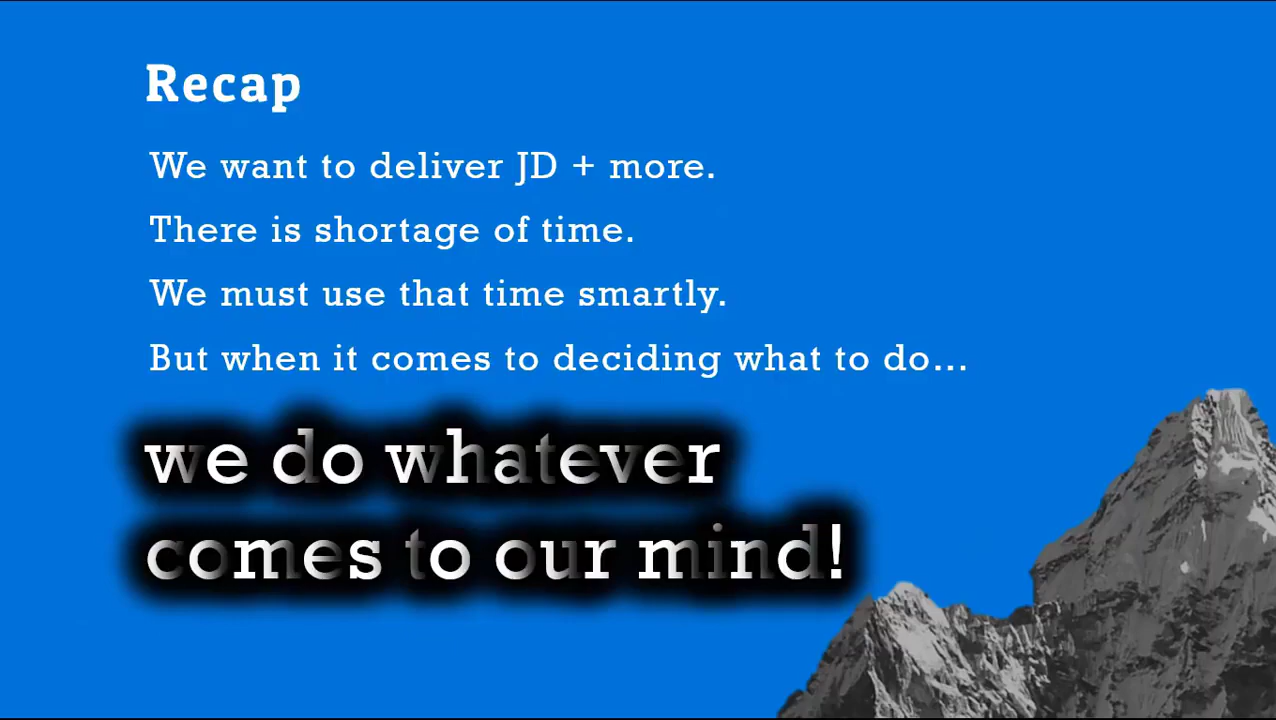 Recap
We want to deliver JD + more.
There is shortage of time.
We must use that time smartly.
But when it comes to deciding what to do...
we do whatever
comes to our mind!